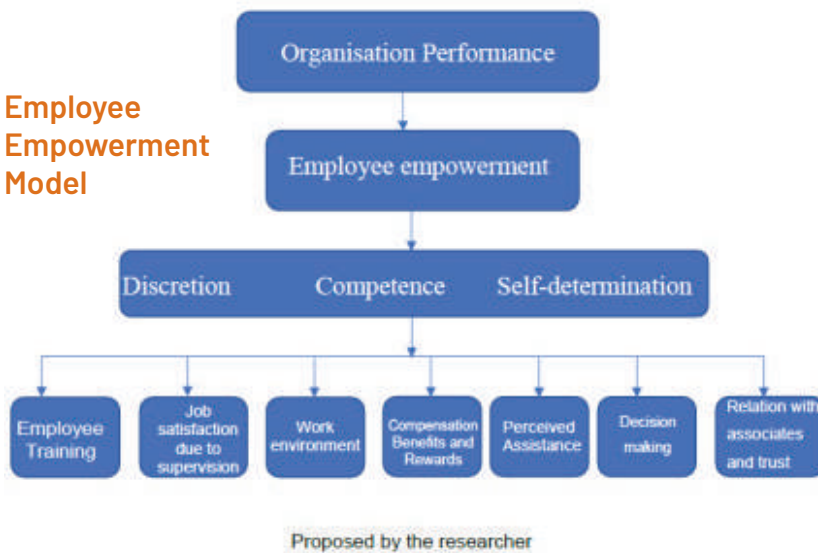 Organisation Performance
Employee
Empowerment
Model
Employee empowerment
Discretion Competence Self-determination
Employee
Training
Job
satisfaction
due to
supervision
Work
environment
Compensation
Benefits and
Rewards
Perceived
Assistance
Decision
making
Relation with
associates
and trust
Proposed by the researcher